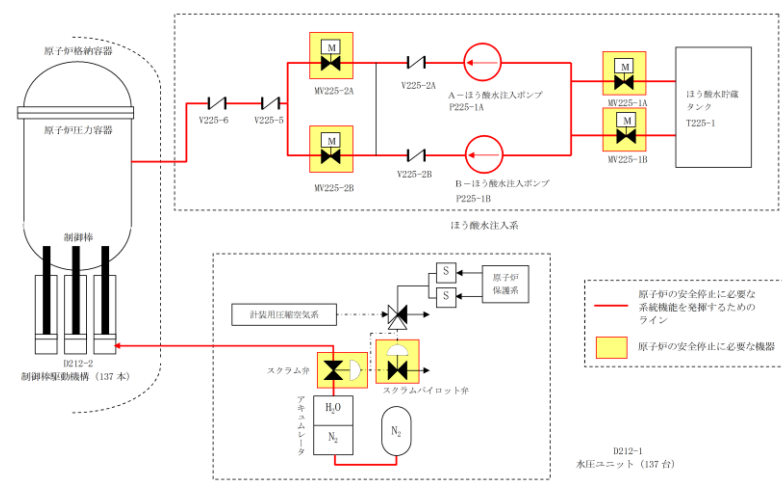 原子炉格納容器
原子炉圧力容器
制御棒
D212-2
制御棒駆動機構（137 本）
V225-6
V225-5
M
MV225-2A
M
MV225-2B
V225-2A
V225-2B
A－ほう酸水注入ポンプ
P225-1A
B－ほう酸水注入ポンプ
P225-1B
M
MV225-1A
M
MV225-1B
ほう酸水貯蔵
タンク
T225-1
ほう酸水注入系
S
S
原子炉
保護系
計装用圧縮空気系
スクラム弁
スクラムパイロット弁
アキュムレータ
H₂O
N₂
N₂
D212-1
水圧ユニット（137 台）
原子炉の安全停止に必要な
系統機能を発揮するための
ライン
原子炉の安全停止に必要な機器